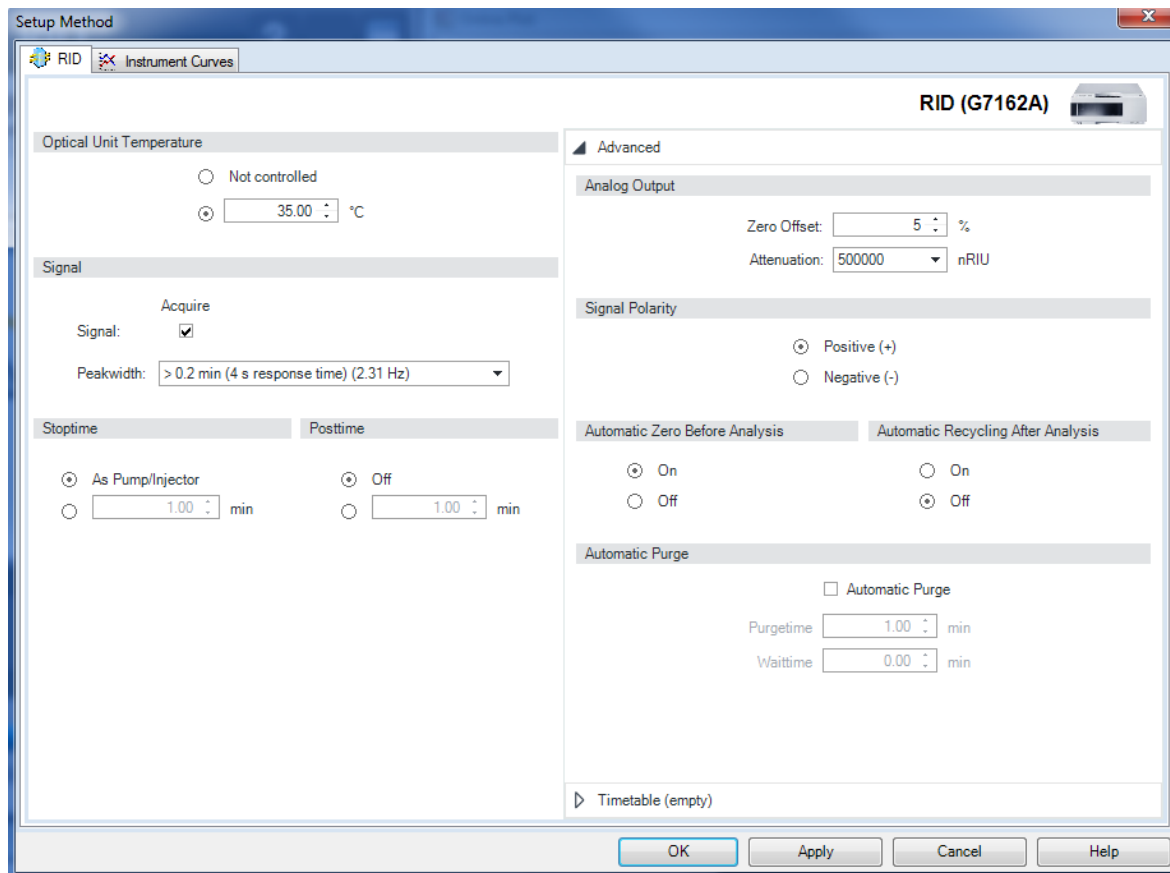 Setup Method
RID
Instrument Curves
RID (G7162A)
Optical Unit Temperature
Not controlled
35.00 °C
Signal
Acquire
Signal:
Peakwidth: > 0.2 min (4 s response time) (2.31 Hz)
Stoptime
As Pump/Injector
1.00 min
Posttime
Off
1.00 min
Advanced
Analog Output
Zero Offset: 5 %
Attenuation: 500000 nRIU
Signal Polarity
Positive (+)
Negative (-)
Automatic Zero Before Analysis
On
Off
Automatic Recycling After Analysis
On
Off
Automatic Purge
Automatic Purge
Purgetime 1.00 min
Waittime 0.00 min
Timetable (empty)
OK
Apply
Cancel
Help